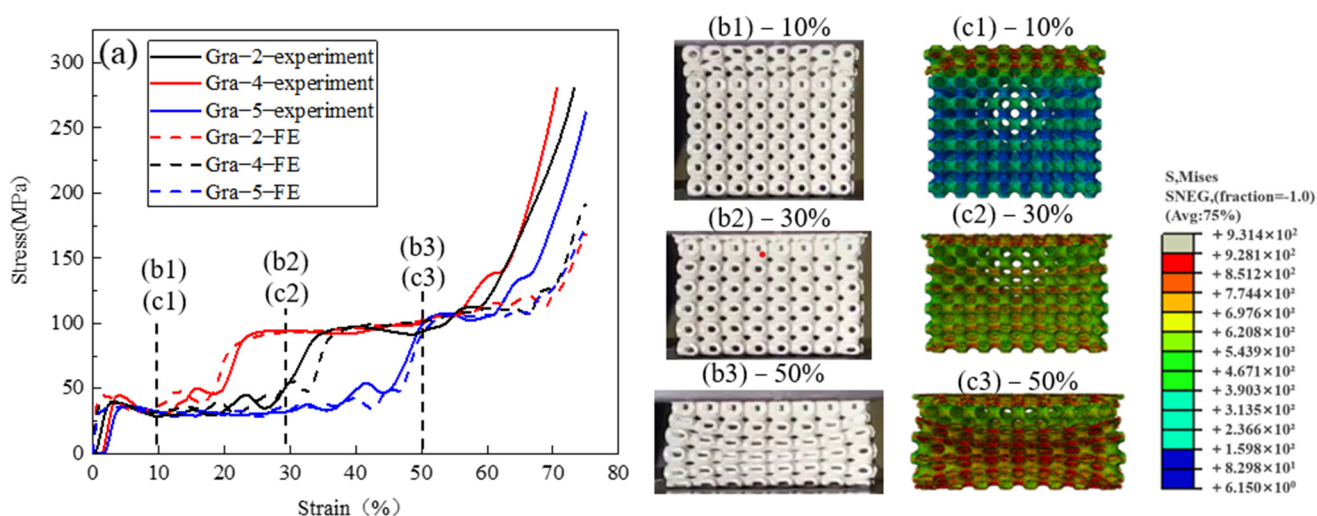 (a)
Gra−2−experiment
Gra−4−experiment
Gra−5−experiment
Gra−2−FE
Gra−4−FE
Gra−5−FE
300
250
200
150
100
50
0
Stress(MPa)
(b1)
(c1)
(b2)
(c2)
(b3)
(c3)
0 10 20 30 40 50 60 70 80
Strain (%)
(b1) – 10%
(c1) – 10%
(b2) – 30%
(c2) – 30%
(b3) – 50%
(c3) – 50%
S,Mises
SNEG,(fraction=-1.0)
(Avg:75%)
+ 9.314×10²
+ 9.281×10²
+ 8.512×10²
+ 7.744×10²
+ 6.976×10²
+ 6.208×10²
+ 5.439×10²
+ 4.671×10²
+ 3.903×10²
+ 3.135×10²
+ 2.366×10²
+ 1.598×10²
+ 8.298×10¹
+ 6.150×10⁰